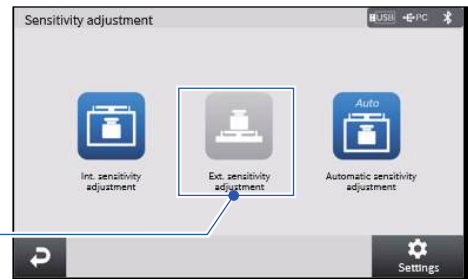 Sensitivity adjustment
USB PC
Auto
Int. sensitivity
adjustment
Ext. sensitivity
adjustment
Automatic sensitivity
adjustment
Settings